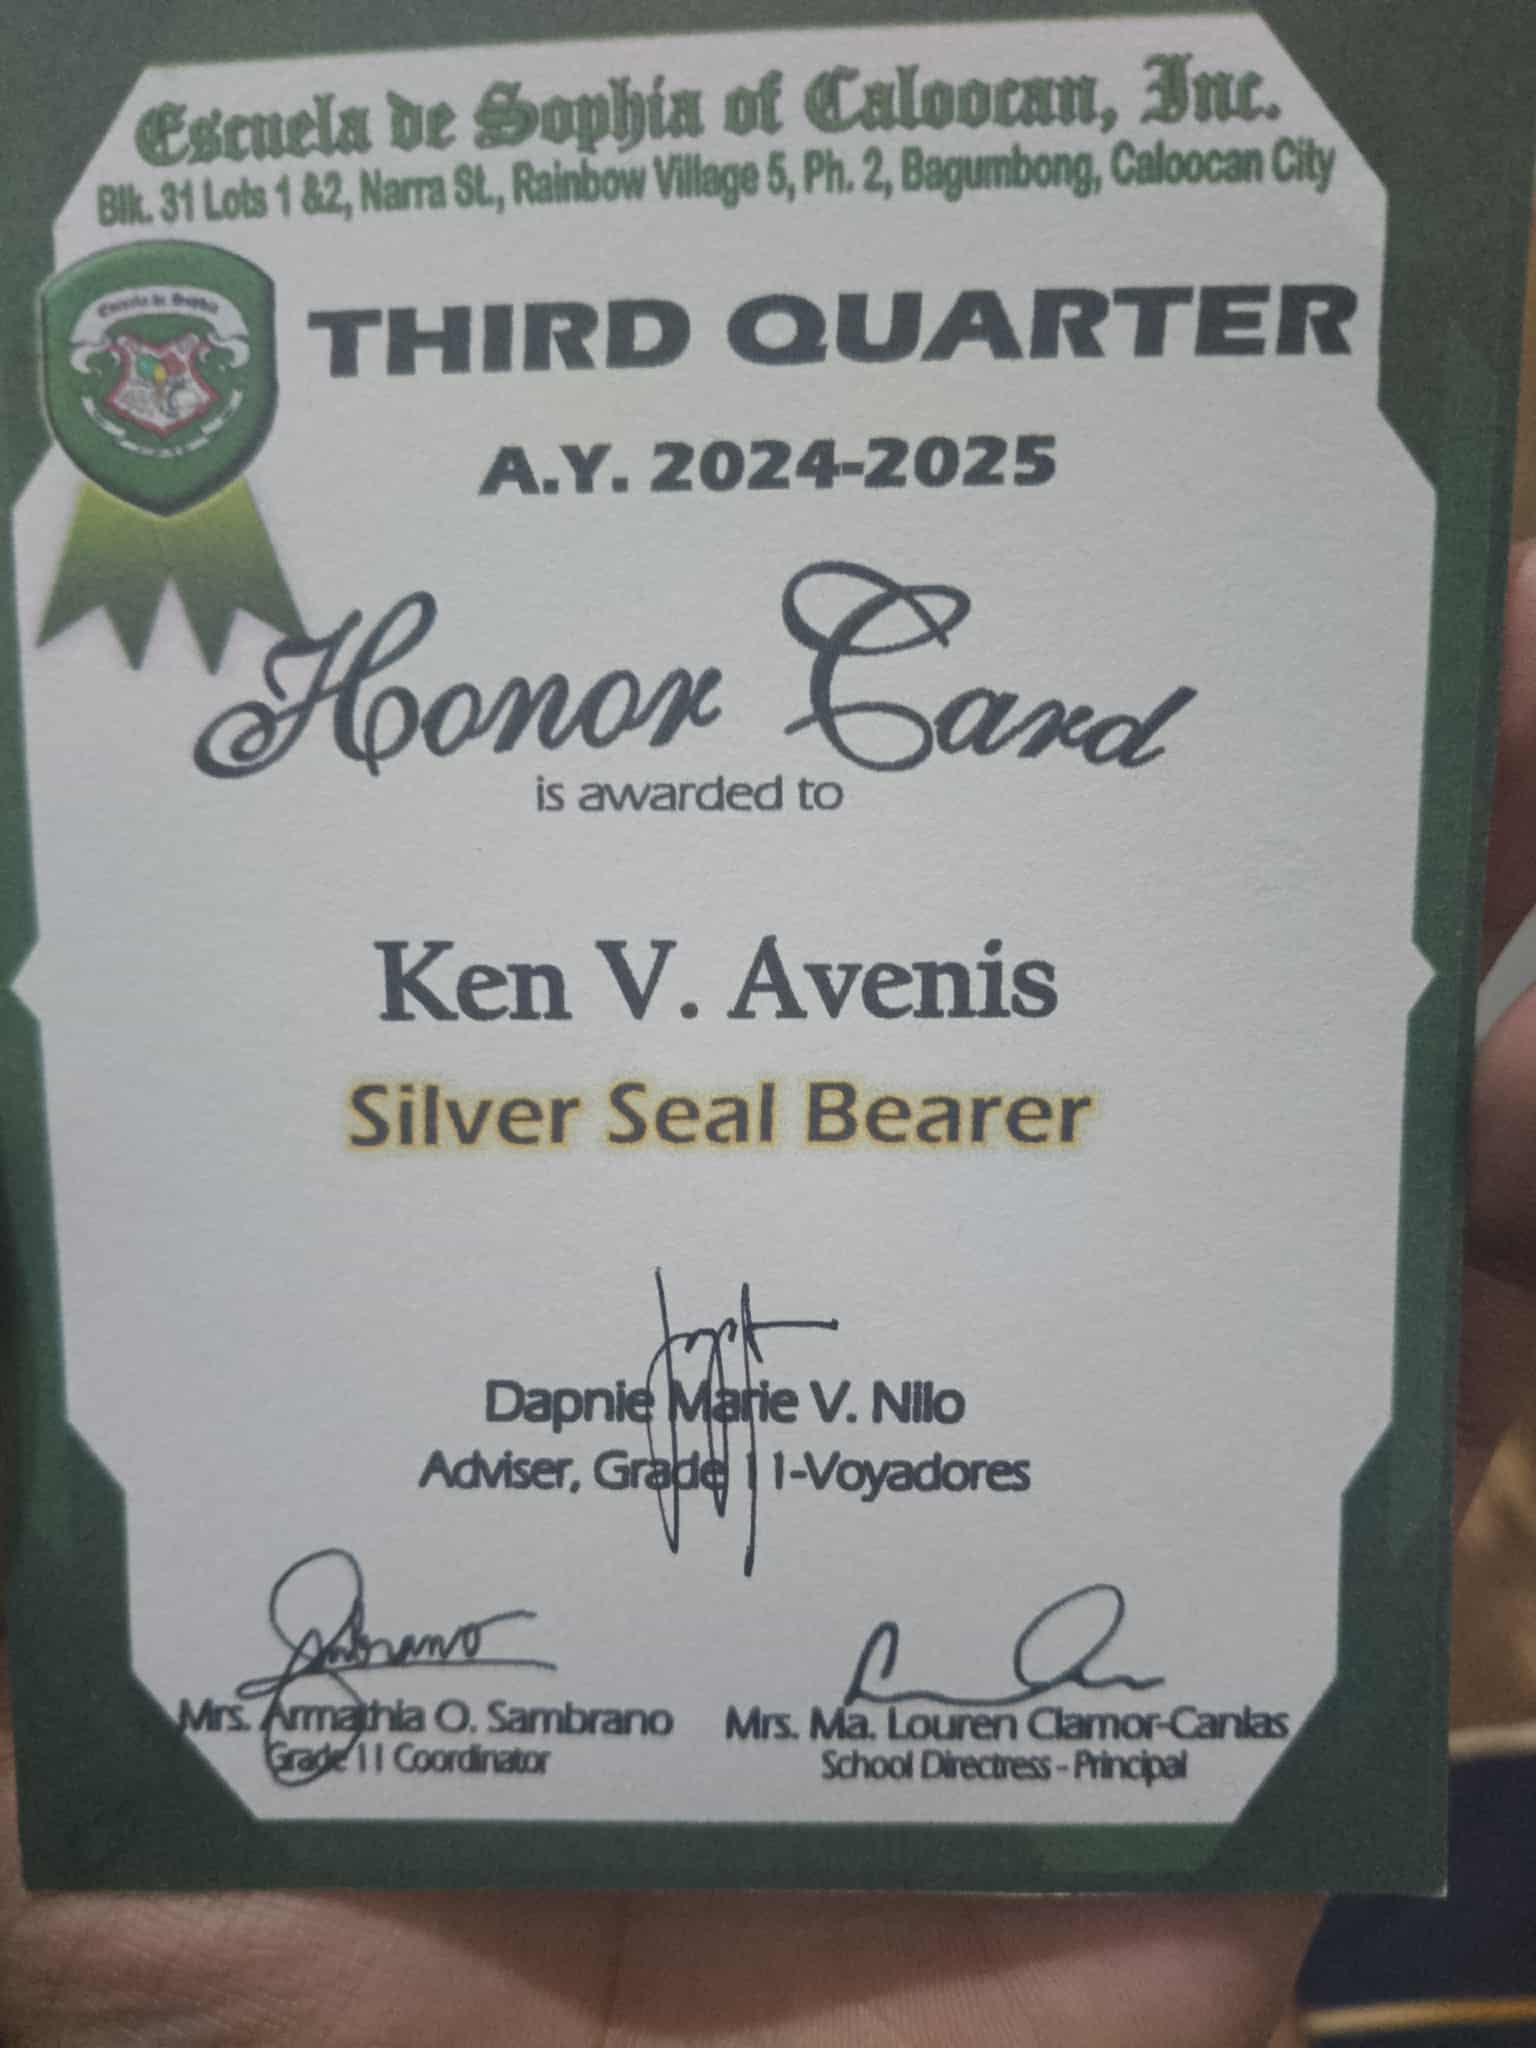 Escuela de Sophia of Caloocan, Inc.
Blk. 31 Lots 1 &2, Narra St., Rainbow Village 5, Ph. 2, Bagumbong, Caloocan City
Escuela de Sophia
THIRD QUARTER
A.Y. 2024-2025
Honor Card
is awarded to
Ken V. Avenis
Silver Seal Bearer
Dapnie Marie V. Nilo
Adviser, Grade 11-Voyadores
Sambrano
Mrs. Armathia O. Sambrano
Grade 11 Coordinator
Mrs. Ma. Louren Clamor-Canlas
School Directress - Principal